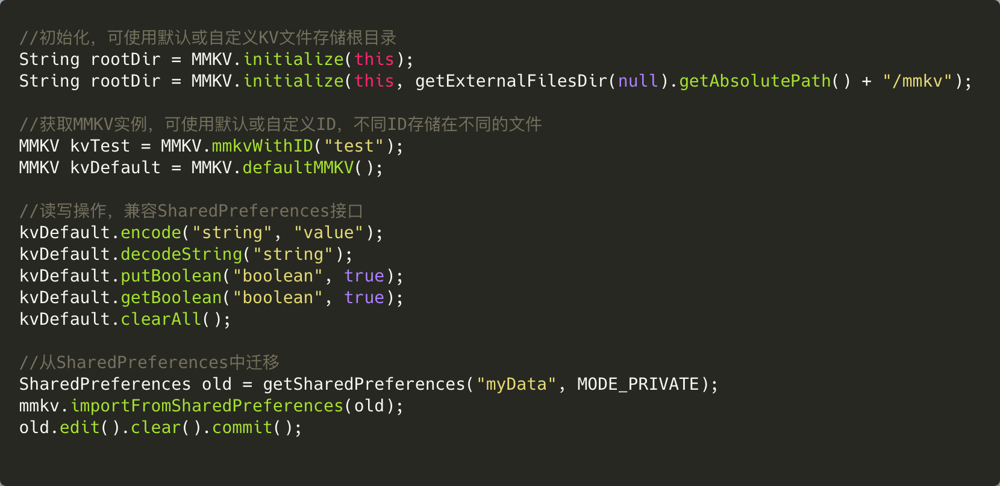 //初始化，可使用默认或自定义KV文件存储根目录
String rootDir = MMKV.initialize(this);
String rootDir = MMKV.initialize(this, getExternalFilesDir(null).getAbsolutePath() + "/mmkv");
//获取MMKV实例，可使用默认或自定义ID，不同ID存储在不同的文件
MMKV kvTest = MMKV.mmkvWithID("test");
MMKV kvDefault = MMKV.defaultMMKV();
//读写操作，兼容SharedPreferences接口
kvDefault.encode("string", "value");
kvDefault.decodeString("string");
kvDefault.putBoolean("boolean", true);
kvDefault.getBoolean("boolean", true);
kvDefault.clearAll();
//从SharedPreferences中迁移
SharedPreferences old = getSharedPreferences("myData", MODE_PRIVATE);
mmkv.importFromSharedPreferences(old);
old.edit().clear().commit();